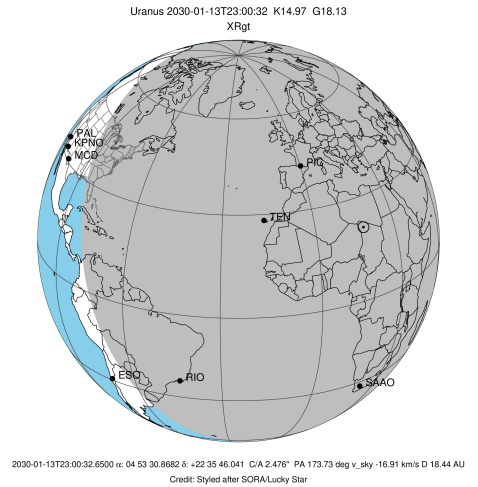 Uranus 2030-01-13T23:00:32 K14.97 G18.13
XRgt
PAL
KPNO
MCD
PIC
TEN
ESO
RIO
SAAO
2030-01-13T23:00:32.6500 α: 04 53 30.8682 δ: +22 35 46.041 C/A 2.476" PA 173.73 deg v_sky -16.91 km/s D 18.44 AU
Credit: Styled after SORA/Lucky Star